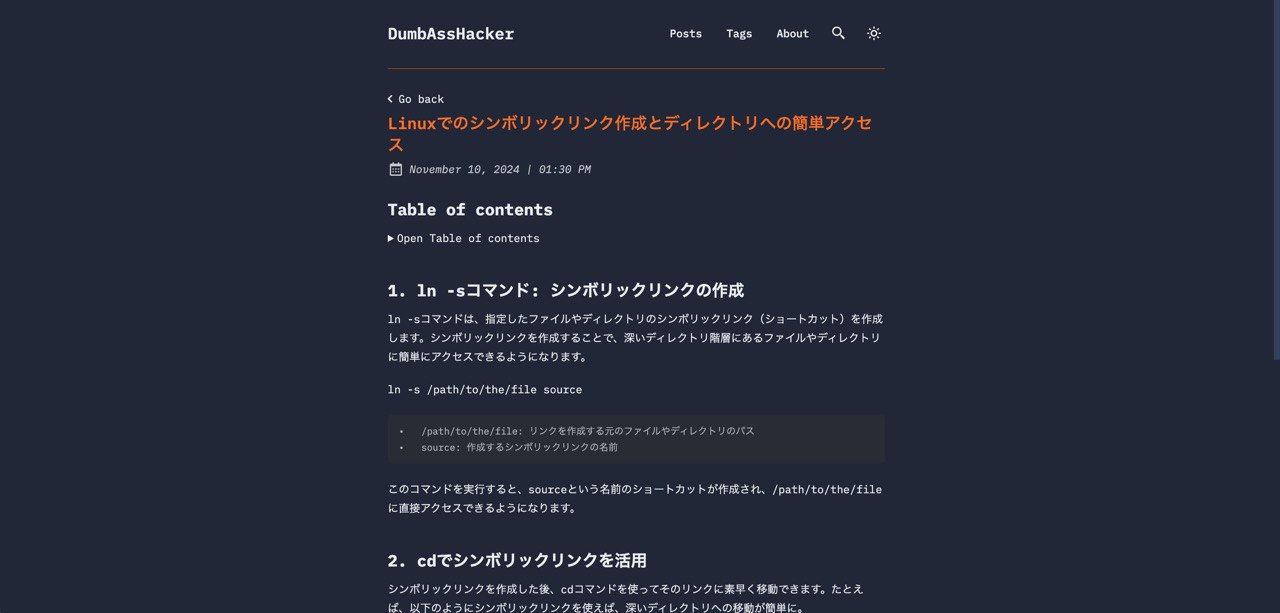 DumbAssHacker
Posts Tags About
Go back
Linuxでのシンボリックリンク作成とディレクトリへの簡単アクセ
ス
November 10, 2024 | 01:30 PM
Table of contents
Open Table of contents
1. ln -sコマンド: シンボリックリンクの作成
ln -sコマンドは、指定したファイルやディレクトリのシンボリックリンク（ショートカット）を作成
します。シンボリックリンクを作成することで、深いディレクトリ階層にあるファイルやディレクトリ
に簡単にアクセスできるようになります。
ln -s /path/to/the/file source
• /path/to/the/file: リンクを作成する元のファイルやディレクトリのパス
• source: 作成するシンボリックリンクの名前
このコマンドを実行すると、sourceという名前のショートカットが作成され、/path/to/the/file
に直接アクセスできるようになります。
2. cdでシンボリックリンクを活用
シンボリックリンクを作成した後、cdコマンドを使ってそのリンクに素早く移動できます。たとえ
ば、以下のようにシンボリックリンクを使えば、深いディレクトリへの移動が簡単に。